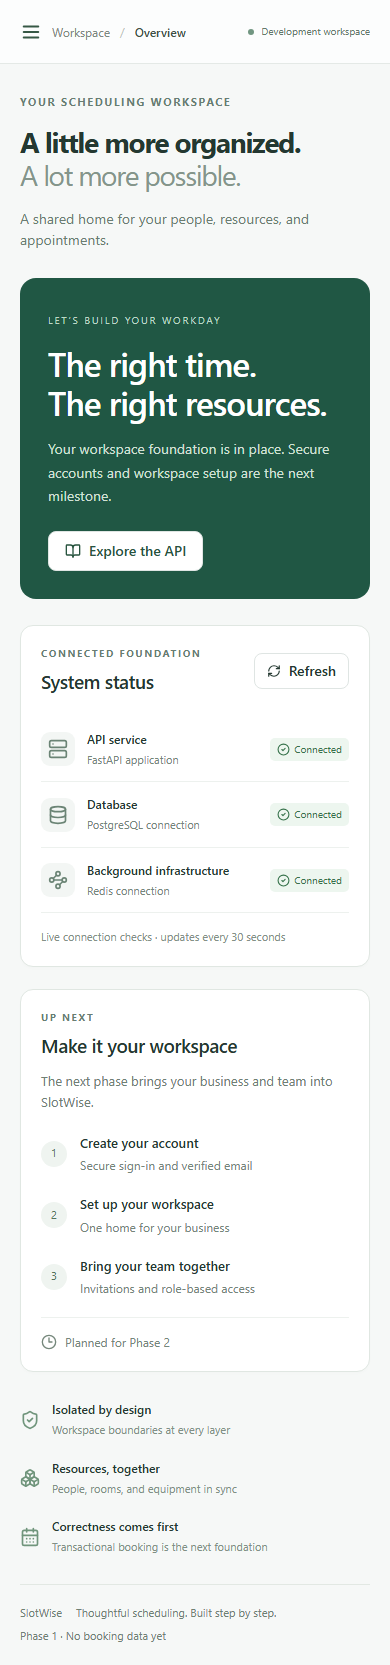 Workspace / Overview
Development workspace
YOUR SCHEDULING WORKSPACE
A little more organized.
A lot more possible.
A shared home for your people, resources, and
appointments.
LET'S BUILD YOUR WORKDAY
The right time.
The right resources.
Your workspace foundation is in place. Secure
accounts and workspace setup are the next
milestone.
Explore the API
CONNECTED FOUNDATION
System status
Refresh
API service
FastAPI application
Connected
Database
PostgreSQL connection
Connected
Background infrastructure
Redis connection
Connected
Live connection checks · updates every 30 seconds
UP NEXT
Make it your workspace
The next phase brings your business and team into
SlotWise.
1
Create your account
Secure sign-in and verified email
2
Set up your workspace
One home for your business
3
Bring your team together
Invitations and role-based access
Planned for Phase 2
Isolated by design
Workspace boundaries at every layer
Resources, together
People, rooms, and equipment in sync
Correctness comes first
Transactional booking is the next foundation
SlotWise Thoughtful scheduling. Built step by step.
Phase 1 · No booking data yet